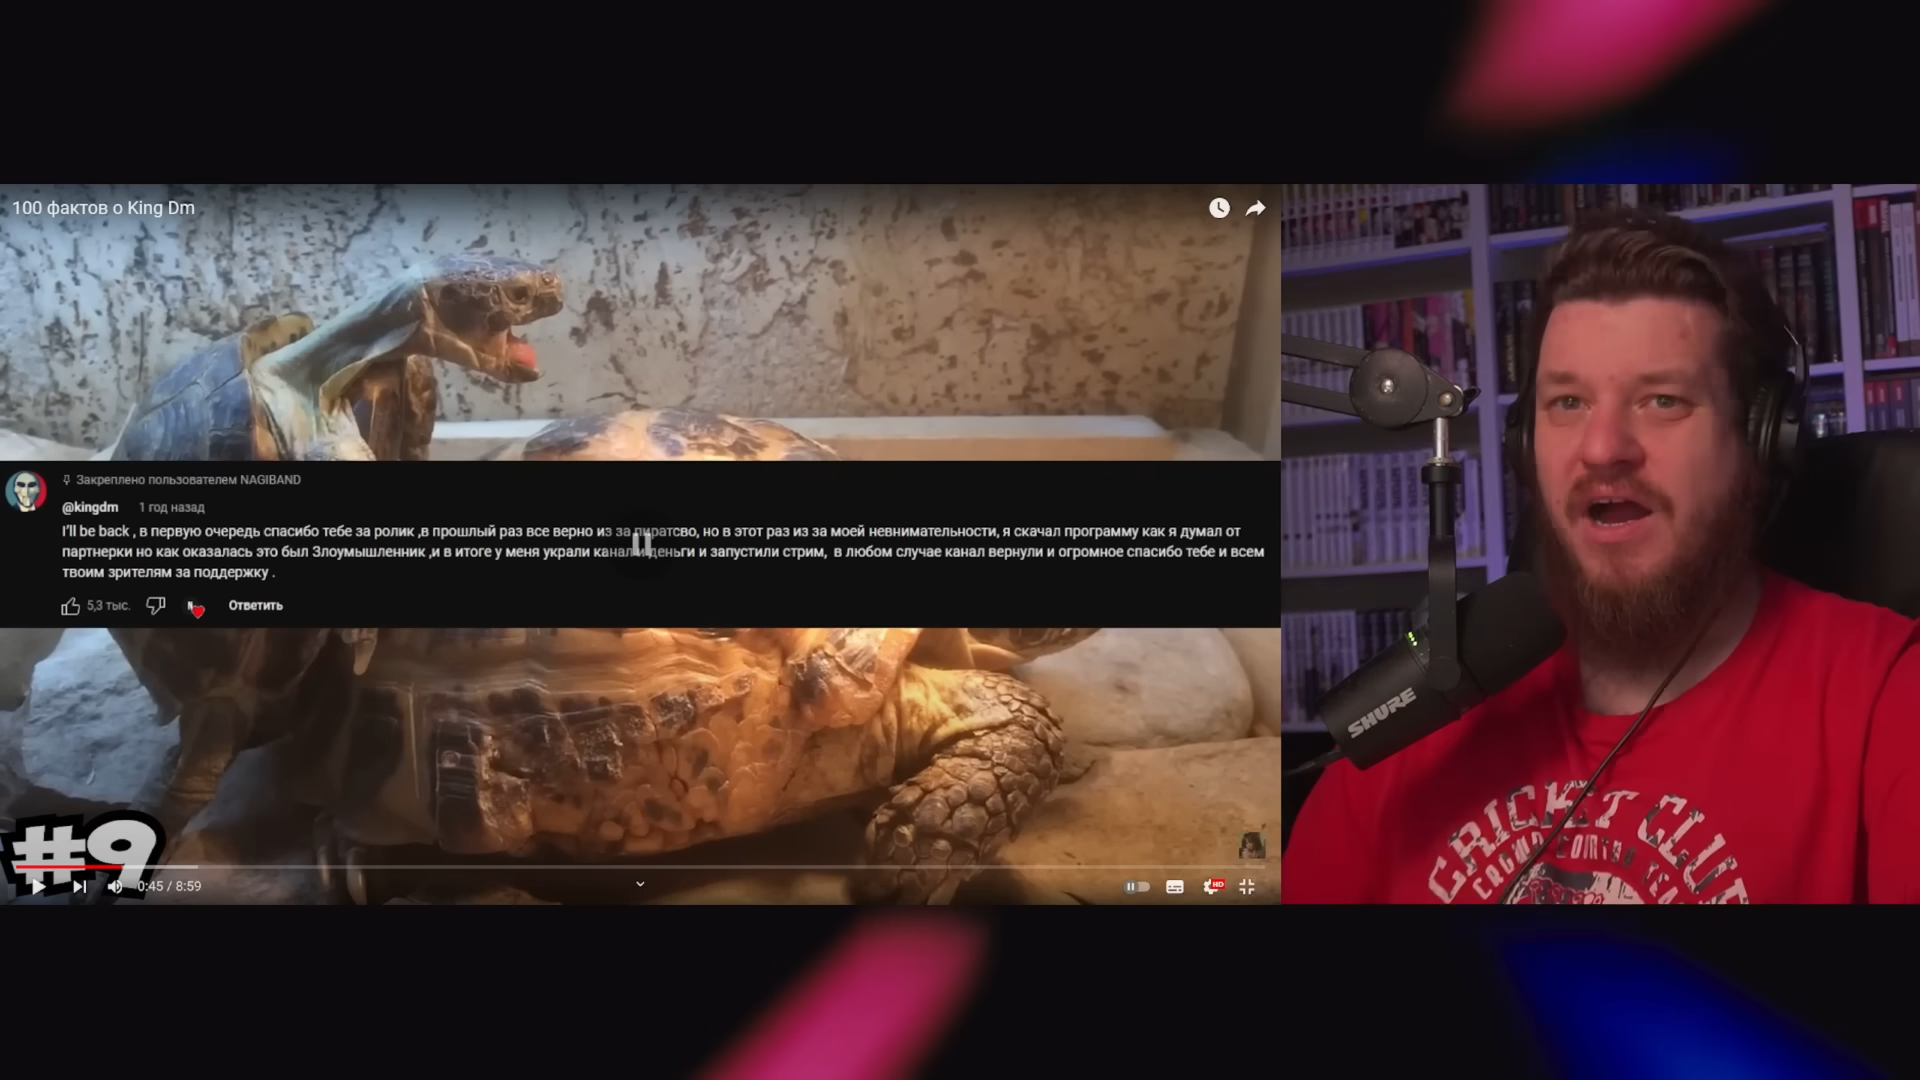 100 фактов о King Dm
Закреплено пользователем NAGIBAND
@kingdm 1 год назад
I'll be back , в первую очередь спасибо тебе за ролик ,в прошлый раз все верно из за пиратсво, но в этот раз из за моей невнимательности, я скачал программу как я думал от
партнерки но как оказалась это был Злоумышленник ,и в итоге у меня украли канал деньги и запустили стрим, в любом случае канал вернули и огромное спасибо тебе и всем
твоим зрителям за поддержку .
5,3 тыс. Ответить
#9
0:45 / 8:59
HD
SHURE
CRICKET CLUB
CROWD CONTROL TEAM